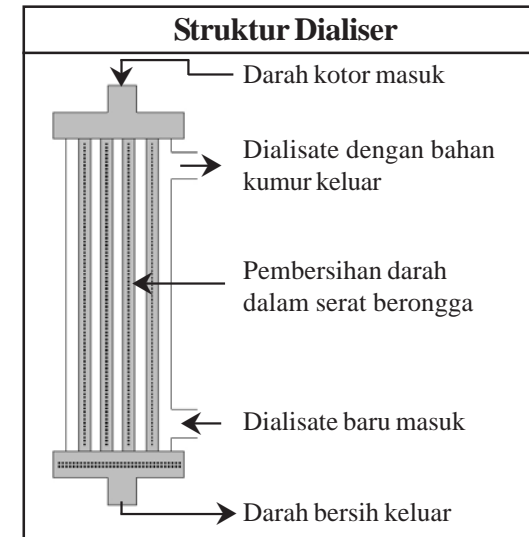 Struktur Dialiser
Darah kotor masuk
Dialisate dengan bahan
kumur keluar
Pembersihan darah
dalam serat berongga
Dialisate baru masuk
Darah bersih keluar